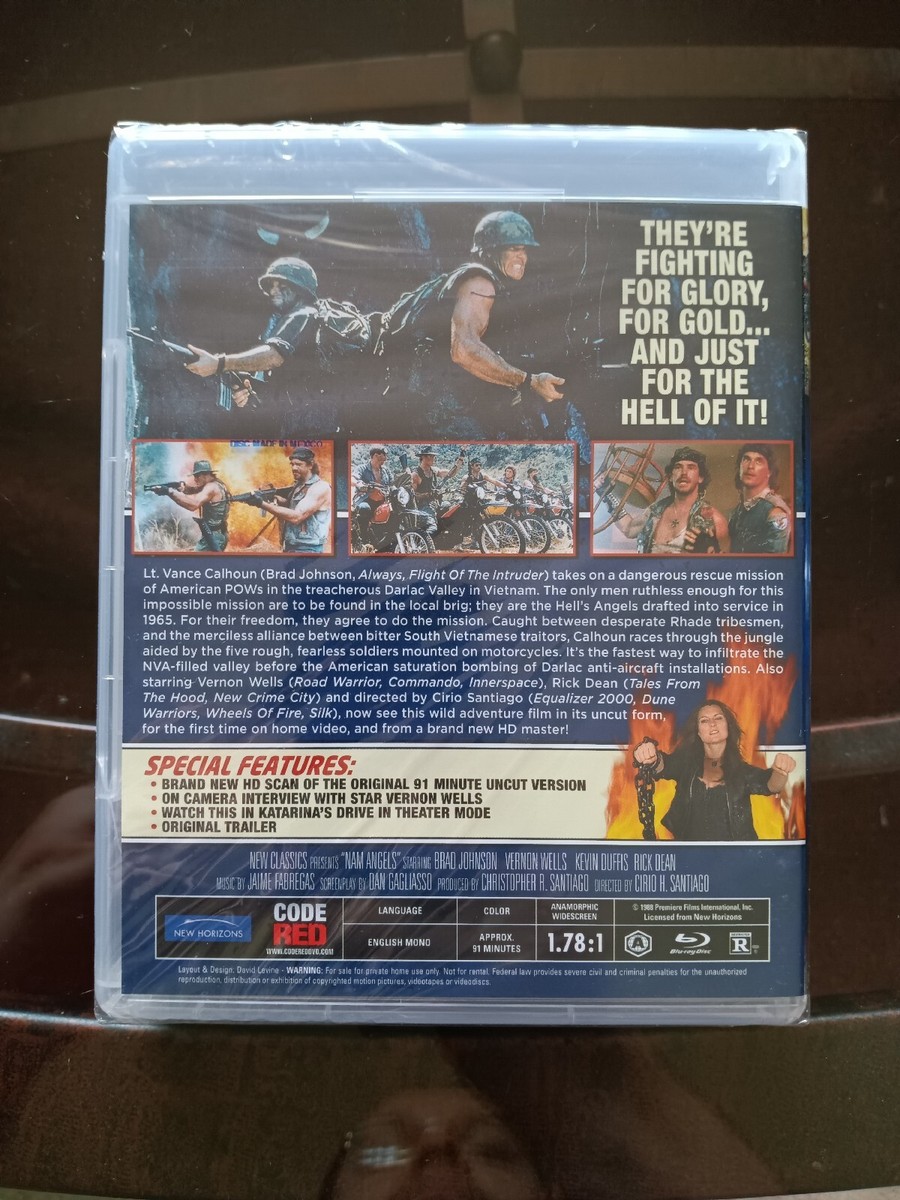 THEY'RE
FIGHTING
FOR GLORY,
FOR GOLD...
AND JUST
FOR THE
HELL OF IT!
DISC MADE IN MEXICO
Lt. Vance Calhoun (Brad Johnson, Always, Flight Of The Intruder) takes on a dangerous rescue mission
of American POWs in the treacherous Darlac Valley in Vietnam. The only men ruthless enough for this
impossible mission are to be found in the local brig; they are the Hell's Angels drafted into service in
1965. For their freedom, they agree to do the mission. Caught between desperate Rhade tribesmen,
and the merciless alliance between bitter South Vietnamese traitors, Calhoun races through the jungle
aided by the five rough, fearless soldiers mounted on motorcycles. It's the fastest way to infiltrate the
NVA-filled valley before the American saturation bombing of Darlac anti-aircraft installations. Also
starring Vernon Wells (Road Warrior, Commando, Innerspace), Rick Dean (Tales From
The Hood, New Crime City) and directed by Cirio Santiago (Equalizer 2000, Dune
Warriors, Wheels Of Fire, Silk), now see this wild adventure film in its uncut form,
for the first time on home video, and from a brand new HD master!
SPECIAL FEATURES:
• BRAND NEW HD SCAN OF THE ORIGINAL 91 MINUTE UNCUT VERSION
• ON CAMERA INTERVIEW WITH STAR VERNON WELLS
• WATCH THIS IN KATARINA'S DRIVE IN THEATER MODE
• ORIGINAL TRAILER
NEW CLASSICS PRESENTS "NAM ANGELS" STARRING BRAD JOHNSON VERNON WELLS KEVIN DUFFIS RICK DEAN
MUSIC BY JAIME FABREGAS SCREENPLAY BY DAN GAGLIASSO PRODUCED BY CHRISTOPHER R. SANTIAGO DIRECTED BY CIRIO H. SANTIAGO
NEW HORIZONS
CODE
RED
WWW.CODEREDDVD.COM
LANGUAGE
ENGLISH MONO
COLOR
APPROX.
91 MINUTES
ANAMORPHIC
WIDESCREEN
1.78:1
© 1988 Premiere Films International, Inc.
Licensed from New Horizons
A
Blu-ray Disc
R
Layout & Design: David Levine - WARNING: For sale for private home use only. Not for rental. Federal law provides severe civil and criminal penalties for the unauthorized
reproduction, distribution or exhibition of copyrighted motion pictures, videotapes or videodiscs.